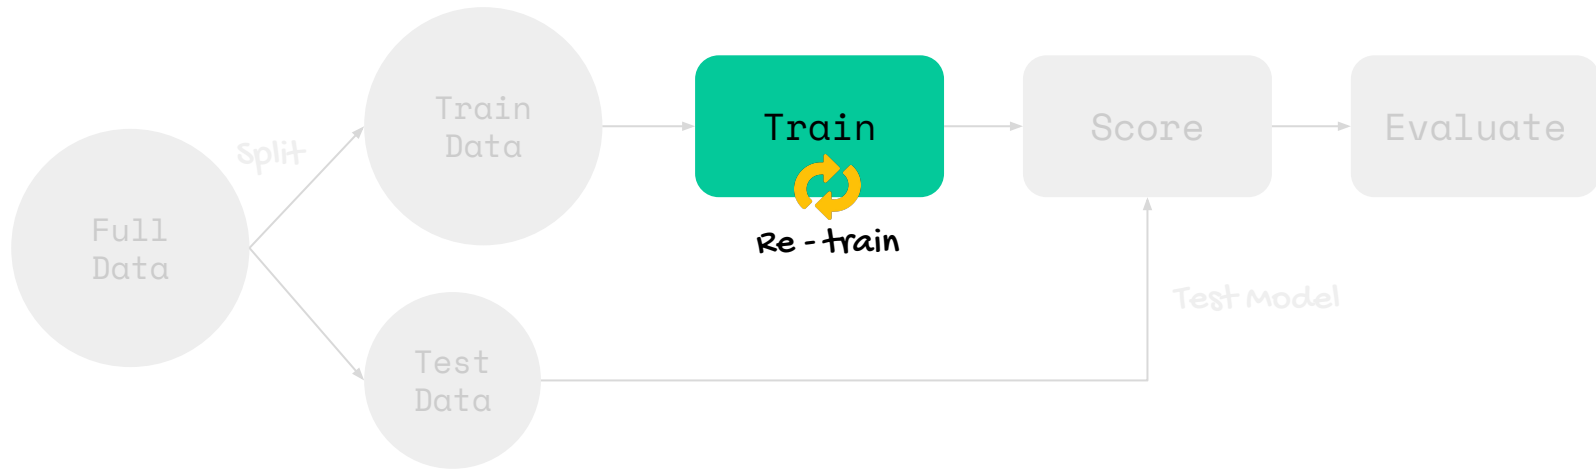 Full
Data
Split
Train
Data
Test
Data
Train
Re-train
Score
Test Model
Evaluate